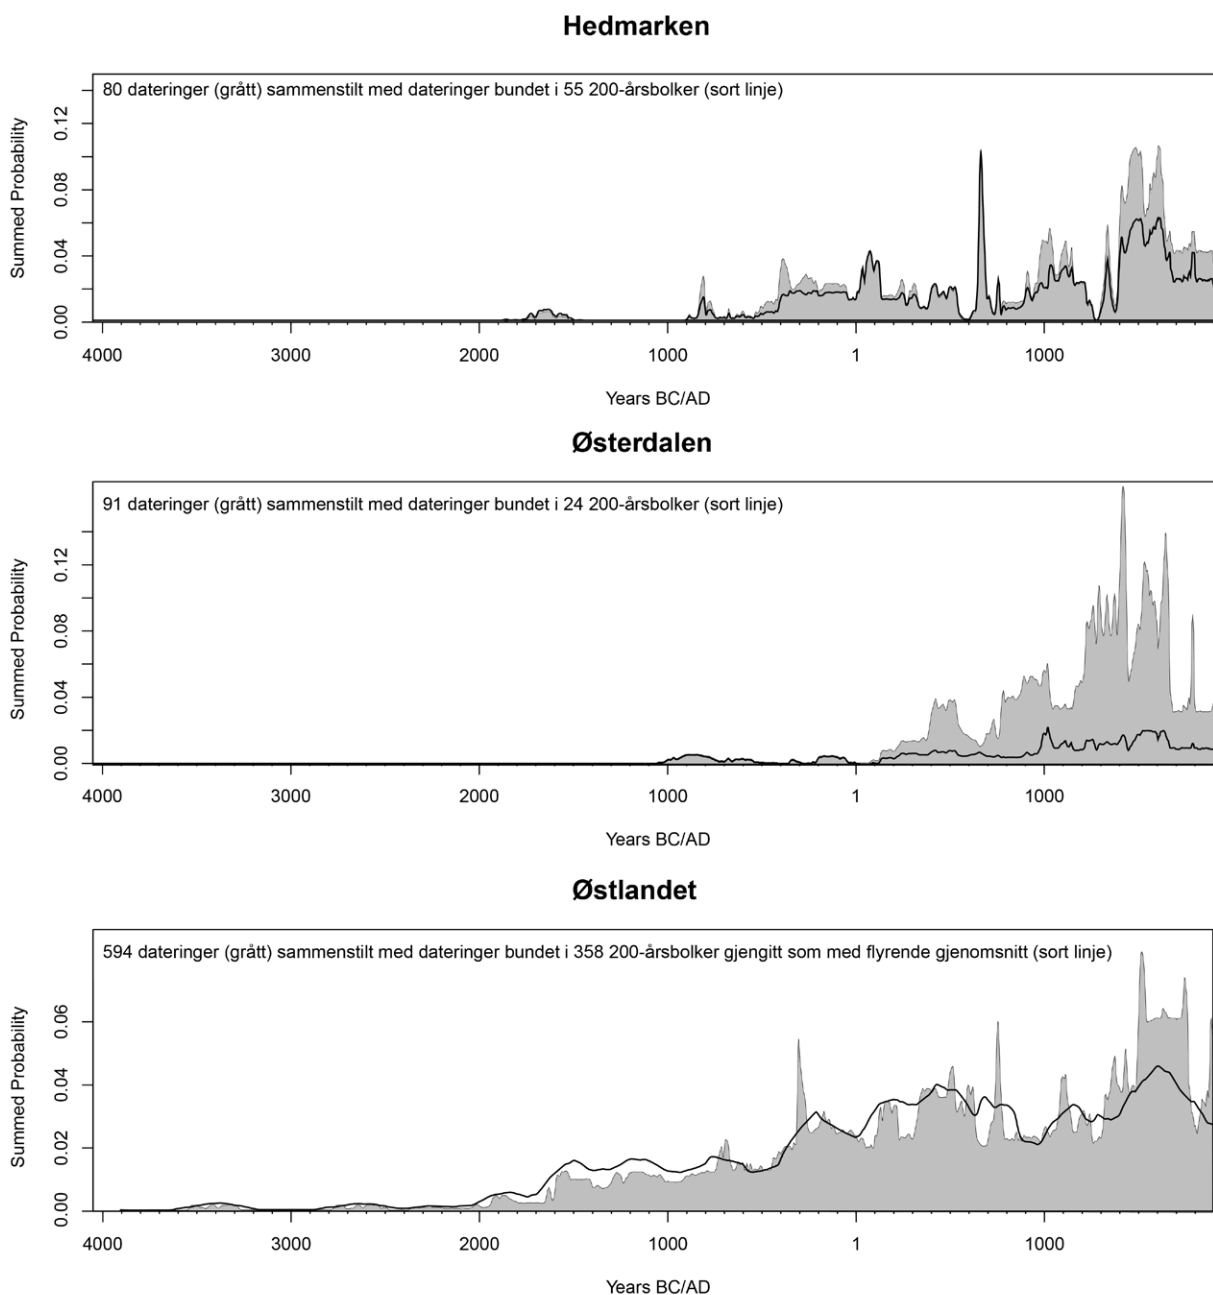 Hedmarken
80 dateringer (grått) sammenstilt med dateringer bundet i 55 200-årsbolker (sort linje)
Summed Probability
0.00 0.04 0.08 0.12
4000 3000 2000 1000 1 1000
Years BC/AD
Østerdalen
91 dateringer (grått) sammenstilt med dateringer bundet i 24 200-årsbolker (sort linje)
Summed Probability
0.00 0.04 0.08 0.12
4000 3000 2000 1000 1 1000
Years BC/AD
Østlandet
594 dateringer (grått) sammenstilt med dateringer bundet i 358 200-årsbolker gjengitt som med flyrende gjenomsnitt (sort linje)
Summed Probability
0.00 0.02 0.04 0.06
4000 3000 2000 1000 1 1000
Years BC/AD